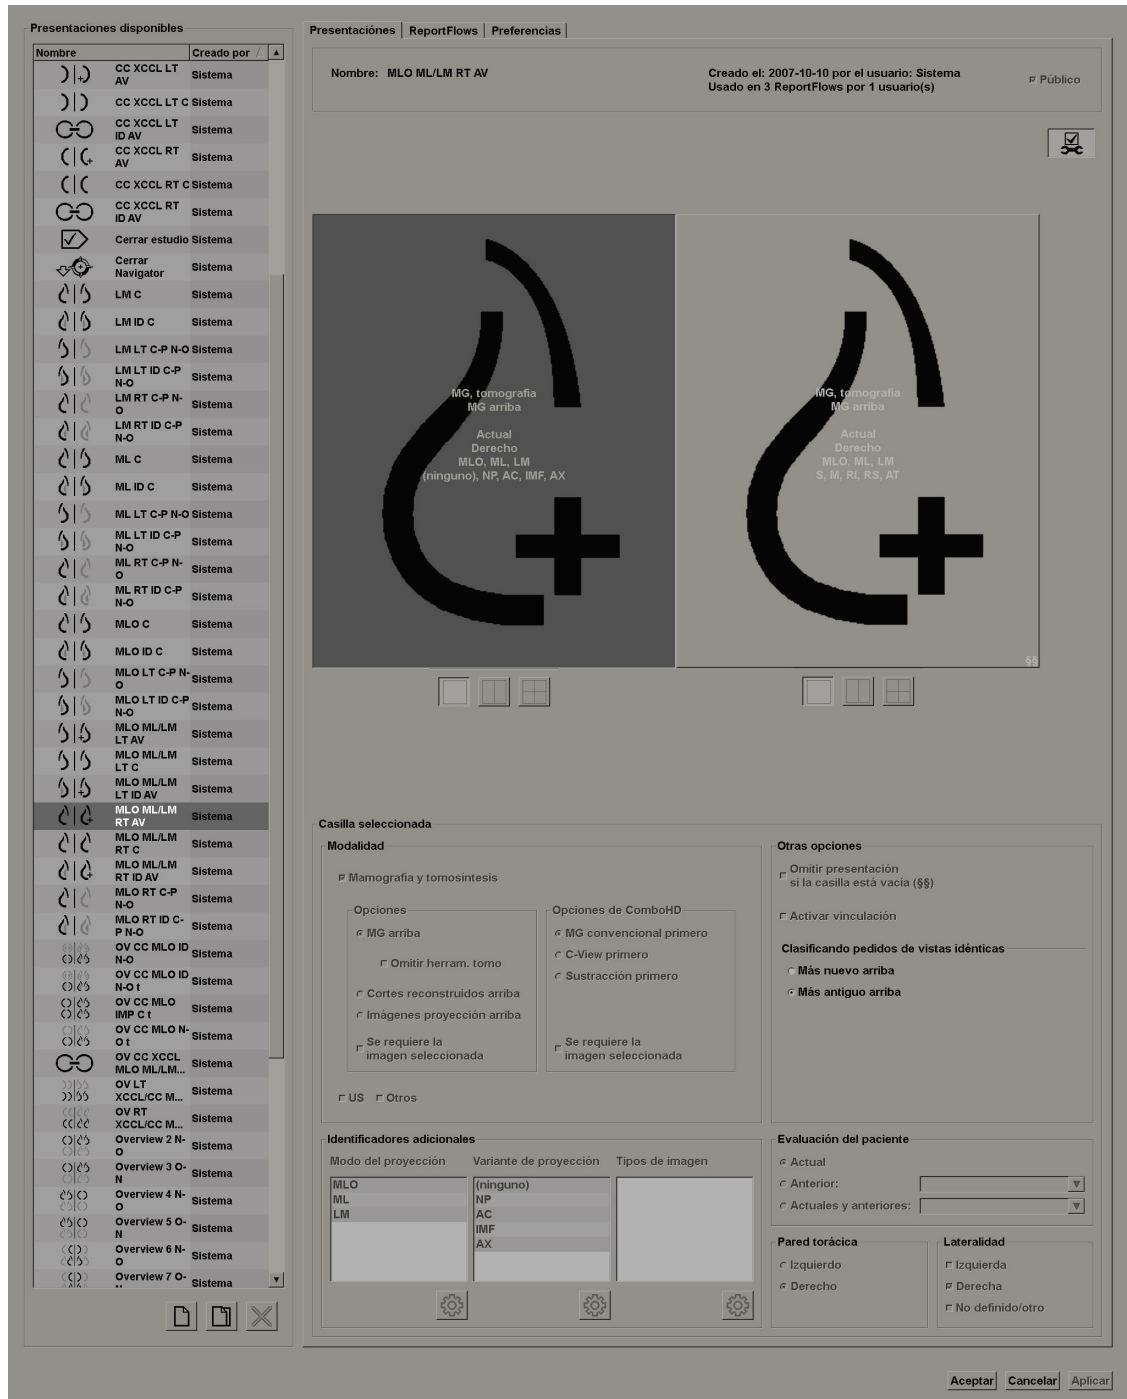 Presentaciones disponibles
Nombre
Creado por
CC XCCL LT
AV
Sistema
CC XCCL LT C
Sistema
CC XCCL LT
ID AV
Sistema
CC XCCL RT
AV
Sistema
CC XCCL RT C
Sistema
CC XCCL RT
ID AV
Sistema
Cerrar estudio
Sistema
Cerrar
Navigator
Sistema
LM C
Sistema
LM ID C
Sistema
LM LT C-P N-O
Sistema
LM LT ID C-P
N-O
Sistema
LM RT C-P N-
O
Sistema
LM RT ID C-P
N-O
Sistema
ML C
Sistema
ML ID C
Sistema
ML LT C-P N-O
Sistema
ML LT ID C-P
N-O
Sistema
ML RT C-P N-
O
Sistema
ML RT ID C-P
N-O
Sistema
MLO C
Sistema
MLO ID C
Sistema
MLO LT C-P N-
O
Sistema
MLO LT ID C-P
N-O
Sistema
MLO ML/LM
LT AV
Sistema
MLO ML/LM
LT C
Sistema
MLO ML/LM
LT ID AV
Sistema
MLO ML/LM
RT AV
Sistema
MLO ML/LM
RT C
Sistema
MLO ML/LM
RT ID AV
Sistema
MLO RT C-P
N-O
Sistema
MLO RT ID C-
P N-O
Sistema
OV CC MLO ID
N-O
Sistema
OV CC MLO ID
N-O t
Sistema
OV CC MLO
IMP C t
Sistema
OV CC MLO N-
O t
Sistema
OV CC XCCL
MLO ML/LM...
Sistema
OV LT
XCCL/CC M...
Sistema
OV RT
XCCL/CC M...
Sistema
Overview 2 N-
O
Sistema
Overview 3 O-
N
Sistema
Overview 4 N-
O
Sistema
Overview 5 O-
N
Sistema
Overview 6 N-
O
Sistema
Overview 7 O-
N
Sistema
Presentaciónes
ReportFlows
Preferencias
Nombre: MLO ML/LM RT AV
Creado el: 2007-10-10 por el usuario: Sistema
Usado en 3 ReportFlows por 1 usuario(s)
Público
MG, tomografia
MG arriba
Actual
Derecho
MLO, ML, LM
(ninguno), NP, AC, IMF, AX
MG, tomografia
MG arriba
Actual
Derecho
MLO, ML, LM
S, M, RI, RS, AT
§§
Casilla seleccionada
Modalidad
Mamografía y tomosíntesis
Opciones
MG arriba
Omitir herram. tomo
Cortes reconstruidos arriba
Imágenes proyección arriba
Se requiere la
imagen seleccionada
Opciones de ComboHD
MG convencional primero
C-View primero
Sustracción primero
Se requiere la
imagen seleccionada
US
Otros
Otras opciones
Omitir presentación
si la casilla está vacía (§§)
Activar vinculación
Clasificando pedidos de vistas idénticas
Más nuevo arriba
Más antiguo arriba
Identificadores adicionales
Modo del proyección
MLO
ML
LM
Variante de proyección
(ninguno)
NP
AC
IMF
AX
Tipos de imagen
Evaluación del paciente
Actual
Anterior:
Actuales y anteriores:
Pared torácica
Izquierdo
Derecho
Lateralidad
Izquierda
Derecha
No definido/otro
Aceptar
Cancelar
Aplicar